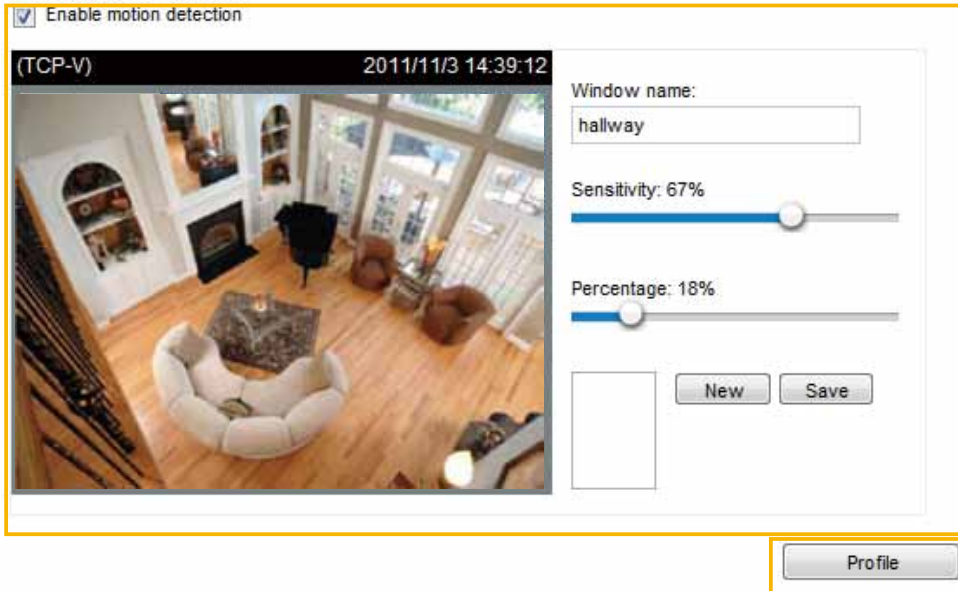 Enable motion detection
(TCP-V) 2011/11/3 14:39:12
Window name:
hallway
Sensitivity: 67%
Percentage: 18%
New Save
Profile